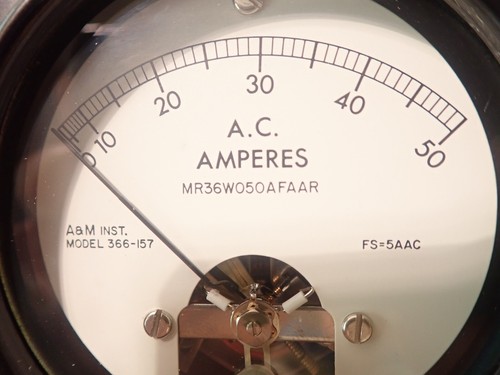 0 10 20 30 40 50
A.C.
AMPERES
MR36W050AFAAR
A&M INST.
MODEL 366-157
FS=5AAC